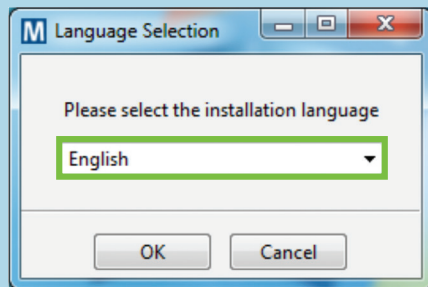 M Language Selection
Please select the installation language
English
OK
Cancel